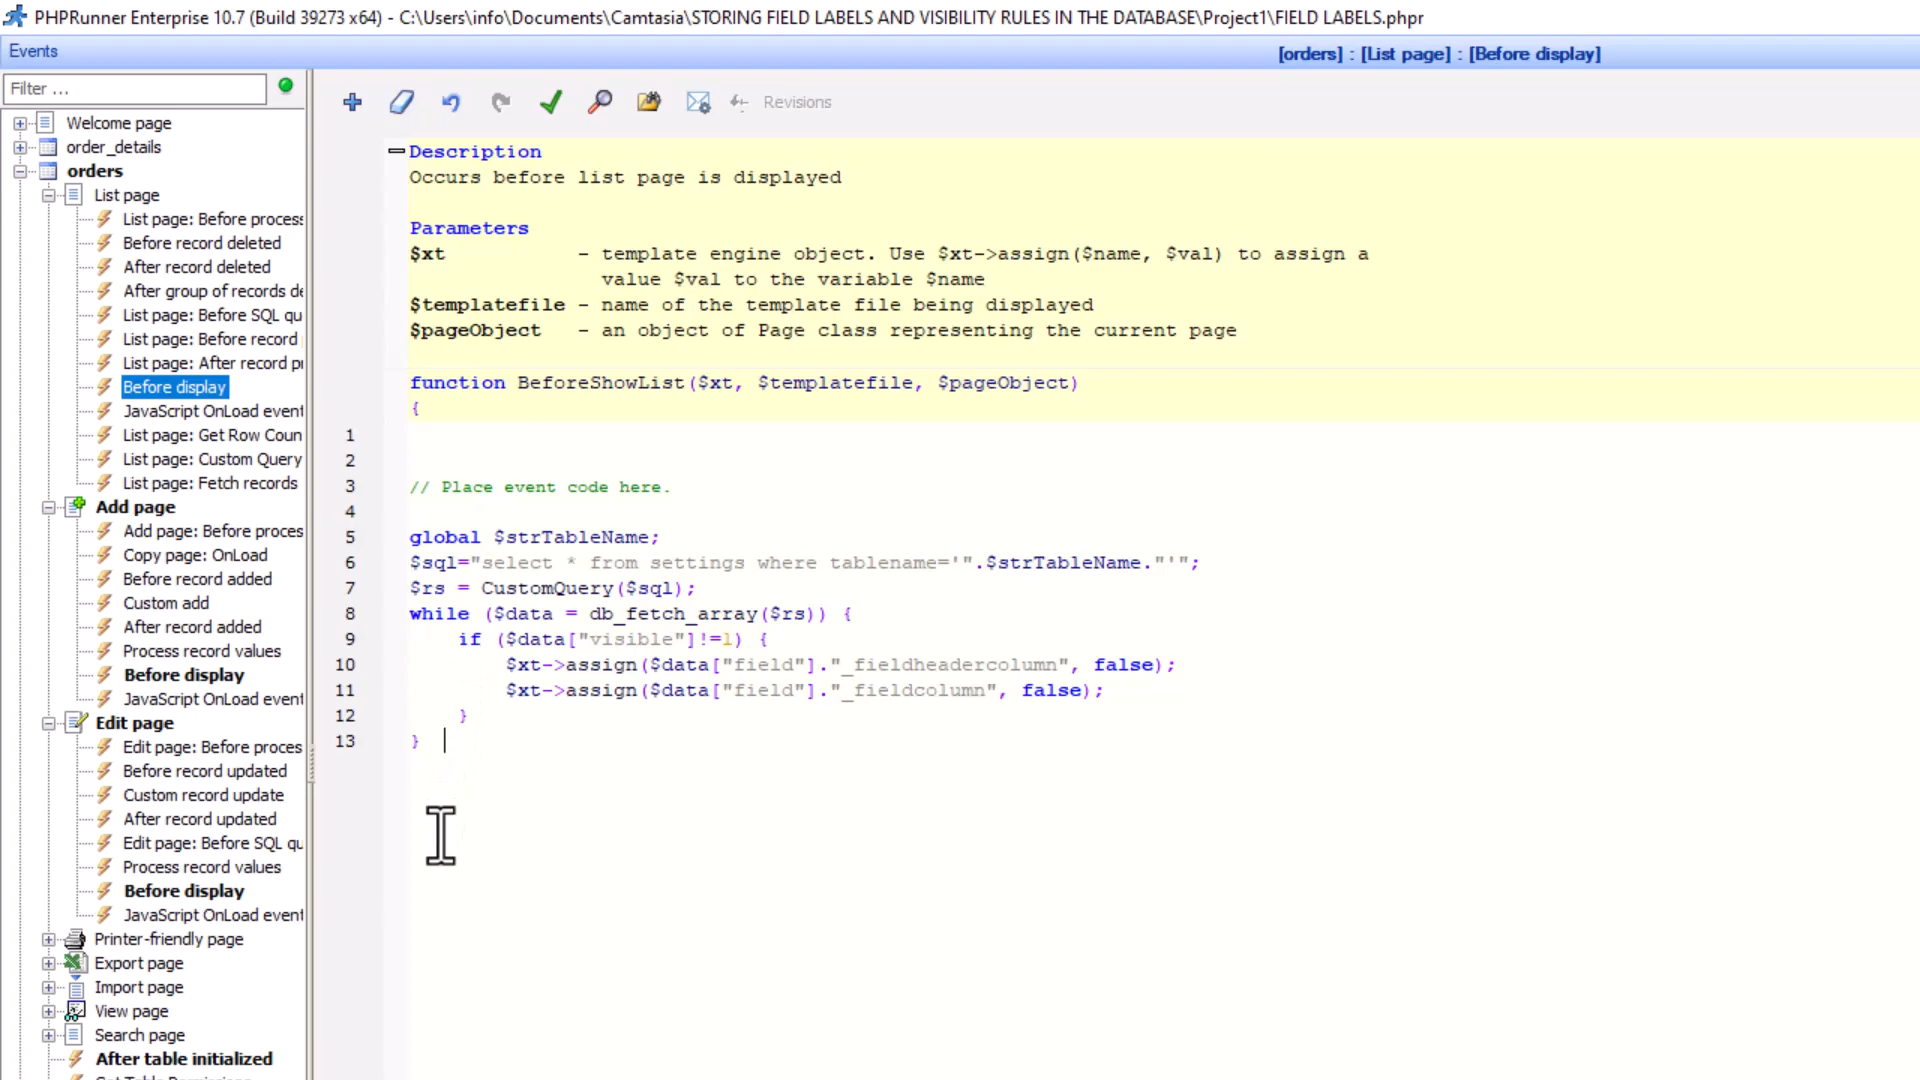 PHPRunner Enterprise 10.7 (Build 39273 x64) - C:\Users\info\Documents\Camtasia\STORING FIELD LABELS AND VISIBILITY RULES IN THE DATABASE\Project1\FIELD LABELS.phpr
Events
[orders] : [List page] : [Before display]
Filter ...
Revisions
Welcome page
order_details
orders
List page
List page: Before process
Before record deleted
After record deleted
After group of records de
List page: Before SQL qu
List page: Before record
List page: After record p
Before display
JavaScript OnLoad event
List page: Get Row Coun
List page: Custom Query
List page: Fetch records
Add page
Add page: Before proces
Copy page: OnLoad
Before record added
Custom add
After record added
Process record values
Before display
JavaScript OnLoad event
Edit page
Edit page: Before proces
Before record updated
Custom record update
After record updated
Edit page: Before SQL qu
Process record values
Before display
JavaScript OnLoad event
Printer-friendly page
Export page
Import page
View page
Search page
After table initialized
Description
Occurs before list page is displayed
Parameters
$xt - template engine object. Use $xt->assign($name, $val) to assign a
value $val to the variable $name
$templatefile - name of the template file being displayed
$pageObject - an object of Page class representing the current page
function BeforeShowList($xt, $templatefile, $pageObject)
{
1
2
3 // Place event code here.
4
5 global $strTableName;
6 $sql="select * from settings where tablename='".$strTableName."'";
7 $rs = CustomQuery($sql);
8 while ($data = db_fetch_array($rs)) {
9 if ($data["visible"]!=1) {
10 $xt->assign($data["field"]."_fieldheadercolumn", false);
11 $xt->assign($data["field"]."_fieldcolumn", false);
12 }
13 }